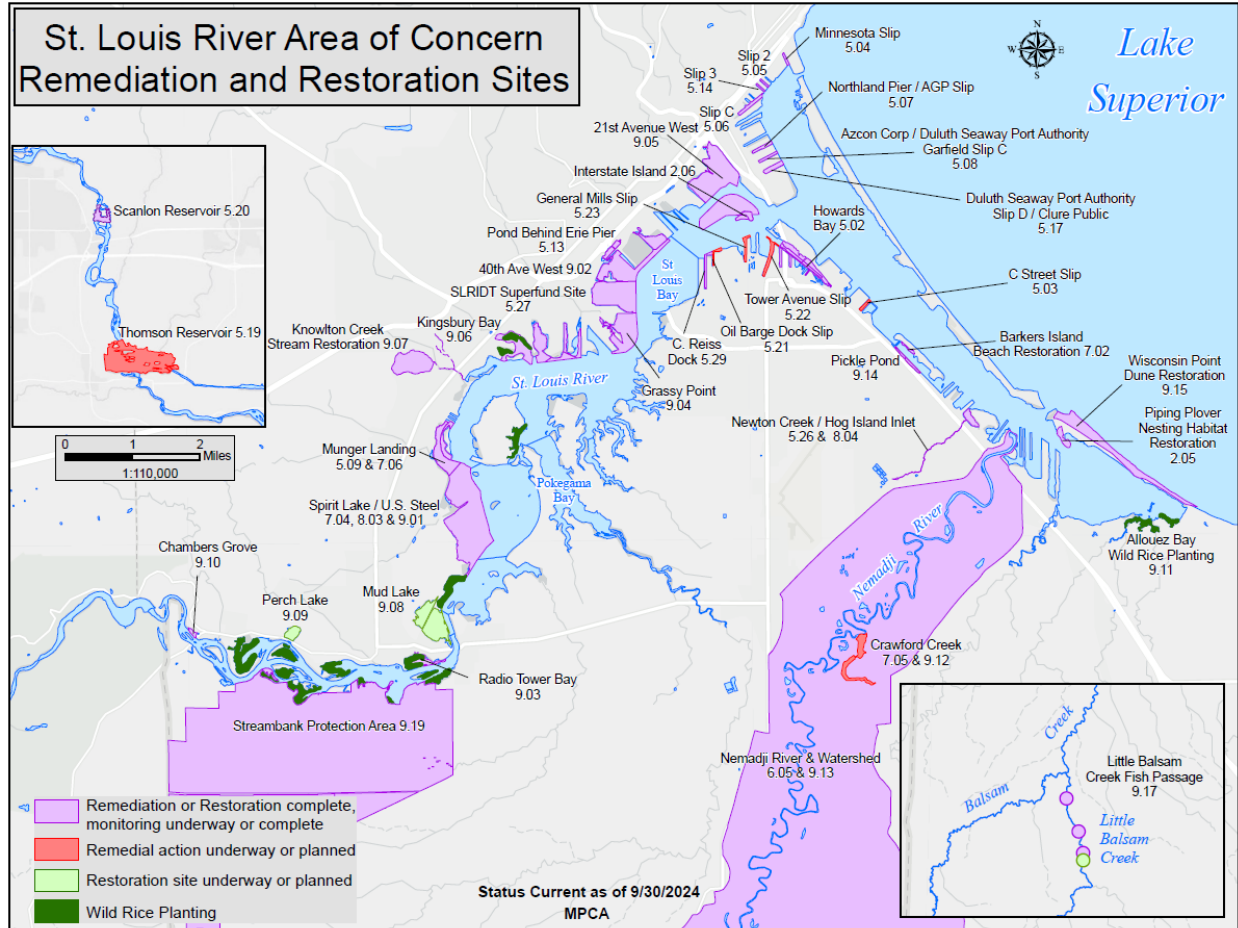 St. Louis River Area of Concern
Remediation and Restoration Sites
N
W
E
S
Lake
Superior
Minnesota Slip
5.04
Slip 2
5.05
Slip 3
5.14
Northland Pier / AGP Slip
5.07
Slip C
5.06
Azcon Corp / Duluth Seaway Port Authority
Garfield Slip C
5.08
21st Avenue West
9.05
Interstate Island 2.06
Duluth Seaway Port Authority
Slip D / Clure Public
5.17
General Mills Slip
5.23
Howards
Bay 5.02
Pond Behind Erie Pier
5.13
40th Ave West 9.02
SLRIDT Superfund Site
5.27
St
Louis
Bay
C Street Slip
5.03
Tower Avenue Slip
5.22
Oil Barge Dock Slip
5.21
C. Reiss
Dock 5.29
Scanlon Reservoir 5.20
Thomson Reservoir 5.19
Knowlton Creek
Stream Restoration 9.07
Kingsbury Bay
9.06
St. Louis River
Grassy Point
9.04
Barkers Island
Beach Restoration 7.02
Pickle Pond
9.14
Wisconsin Point
Dune Restoration
9.15
Piping Plover
Nesting Habitat
Restoration
2.05
Newton Creek / Hog Island Inlet
5.26 & 8.04
0 1 2
Miles
1:110,000
Munger Landing
5.09 & 7.06
Pokegama
Bay
Spirit Lake / U.S. Steel
7.04, 8.03 & 9.01
Nemadji
River
Allouez Bay
Wild Rice Planting
9.11
Chambers Grove
9.10
Perch Lake
9.09
Mud Lake
9.08
Radio Tower Bay
9.03
Crawford Creek
7.05 & 9.12
Streambank Protection Area 9.19
Nemadji River & Watershed
6.05 & 9.13
Creek
Balsam
Little Balsam
Creek Fish Passage
9.17
Little
Balsam
Creek
Remediation or Restoration complete,
monitoring underway or complete
Remedial action underway or planned
Restoration site underway or planned
Wild Rice Planting
Status Current as of 9/30/2024
MPCA